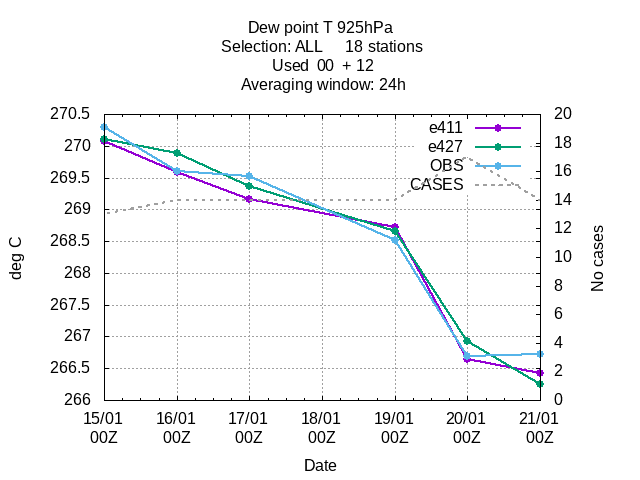 Dew point T 925hPa
Selection: ALL     18 stations
Used  00  + 12
Averaging window: 24h
270.5
270
269.5
269
268.5
268
267.5
267
266.5
266
deg C
20
18
16
14
12
10
8
6
4
2
0
No cases
e411
e427
OBS
CASES
15/01 16/01 17/01 18/01 19/01 20/01 21/01
00Z 00Z 00Z 00Z 00Z 00Z 00Z
Date